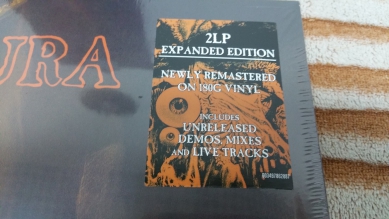 URA
2LP
EXPANDED EDITION
NEWLY REMASTERED
ON 180G VINYL
INCLUDES
UNRELEASED
DEMOS, MIXES
AND LIVE TRACKS